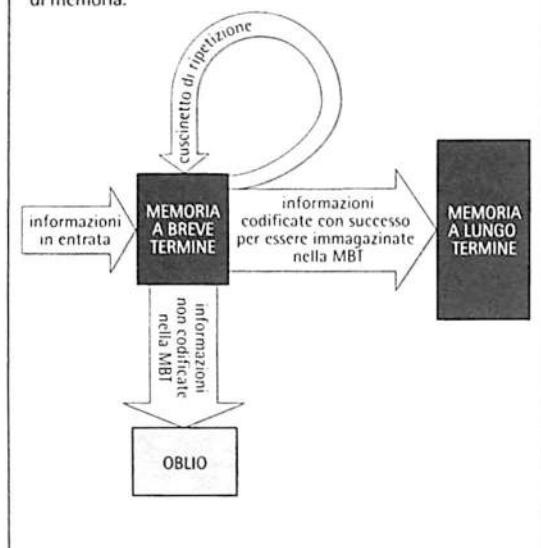 di memoria.
cuscinetto di ripetizione
informazioni
in entrata
MEMORIA
A BREVE
TERMINE
informazioni
codificate con successo
per essere immagazinate
nella MBT
MEMORIA
A LUNGO
TERMINE
informazioni
non codificate
nella MBT
OBLIO